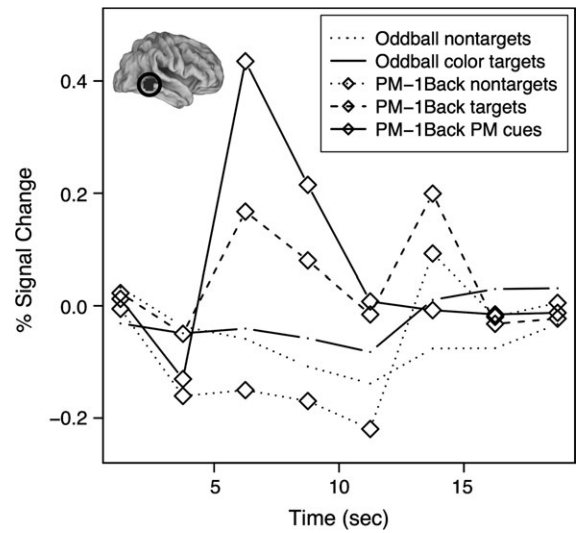 Oddball nontargets
Oddball color targets
PM−1Back nontargets
PM−1Back targets
PM−1Back PM cues
% Signal Change
0.4
0.2
0.0
−0.2
5
10
15
Time (sec)